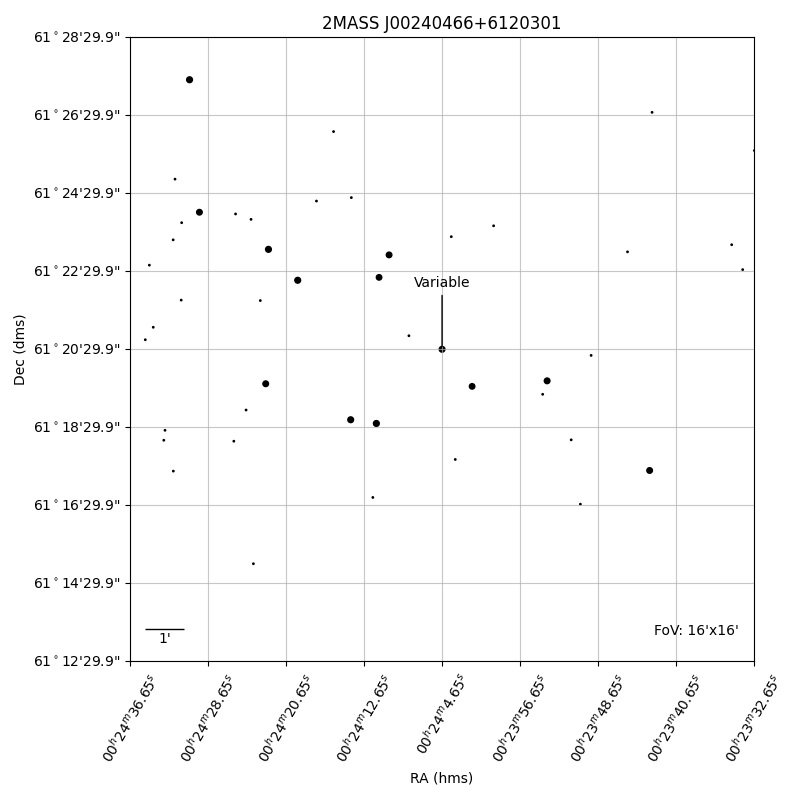 2MASS J00240466+6120301
61°28'29.9"
61°26'29.9"
61°24'29.9"
61°22'29.9"
61°20'29.9"
61°18'29.9"
61°16'29.9"
61°14'29.9"
61°12'29.9"
Dec (dms)
Variable
1'
FoV: 16'x16'
00h24m36.65s
00h24m28.65s
00h24m20.65s
00h24m12.65s
00h24m4.65s
00h23m56.65s
00h23m48.65s
00h23m40.65s
00h23m32.65s
RA (hms)